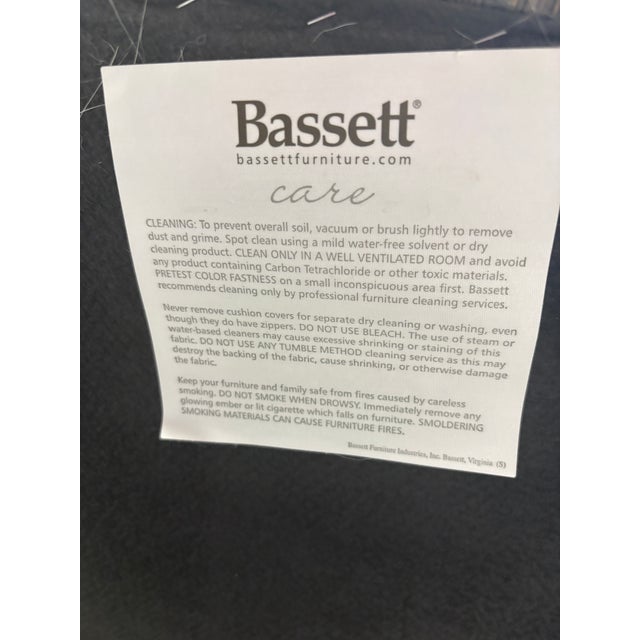 Bassett®
bassettfurniture.com
care
CLEANING: To prevent overall soil, vacuum or brush lightly to remove
dust and grime. Spot clean using a mild water-free solvent or dry
cleaning product. CLEAN ONLY IN A WELL VENTILATED ROOM and avoid
any product containing Carbon Tetrachloride or other toxic materials.
PRETEST COLOR FASTNESS on a small inconspicuous area first. Bassett
recommends cleaning only by professional furniture cleaning services.
Never remove cushion covers for separate dry cleaning or washing, even
though they do have zippers. DO NOT USE BLEACH. The use of steam or
water-based cleaners may cause excessive shrinking or staining of this
fabric. DO NOT USE ANY TUMBLE METHOD cleaning service as this may
destroy the backing of the fabric, cause shrinking, or otherwise damage
the fabric.
Keep your furniture and family safe from fires caused by careless
smoking. DO NOT SMOKE WHEN DROWSY. Immediately remove any
glowing ember or lit cigarette which falls on furniture. SMOLDERING
SMOKING MATERIALS CAN CAUSE FURNITURE FIRES.
Bassett Furniture Industries, Inc. Bassett, Virginia (S)